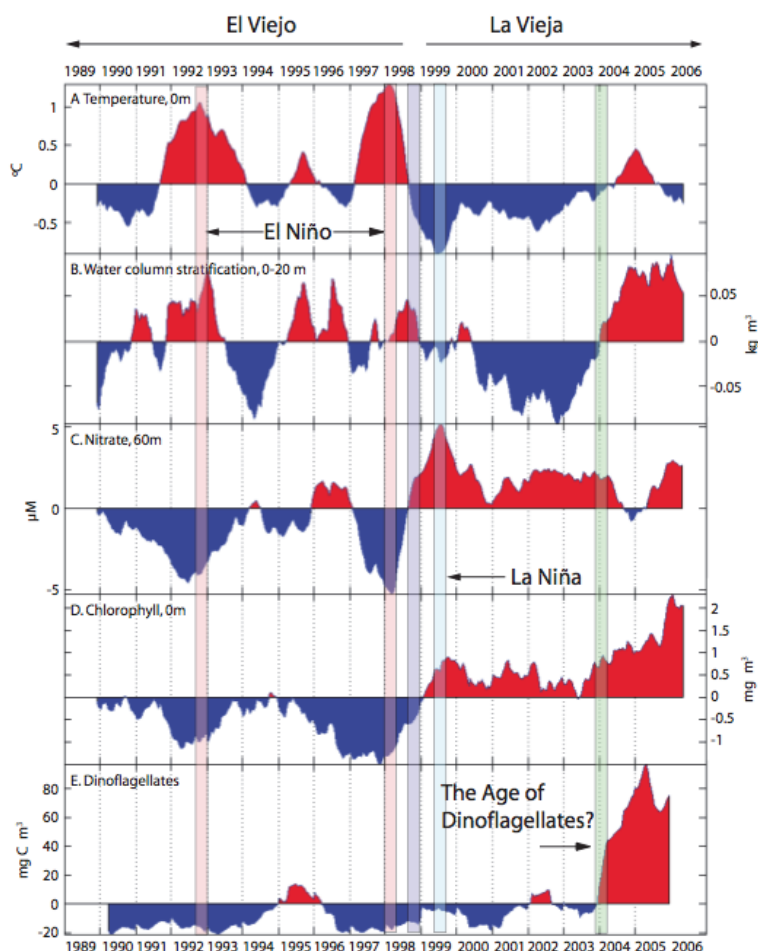 El Viejo La Vieja
1989 1990 1991 1992 1993 1994 1995 1996 1997 1998 1999 2000 2001 2002 2003 2004 2005 2006
A Temperature, 0m
1
0.5
0
-0.5
ºC
El Niño
B. Water column stratification, 0-20 m
0.05
0
-0.05
kg m³
C. Nitrate, 60m
5
0
-5
µM
La Niña
D. Chlorophyll, 0m
2
1.5
1
0.5
0
-0.5
-1
mg m³
E. Dinoflagellates
80
60
40
20
0
-20
mg C m³
The Age of
Dinoflagellates?
1989 1990 1991 1992 1993 1994 1995 1996 1997 1998 1999 2000 2001 2002 2003 2004 2005 2006